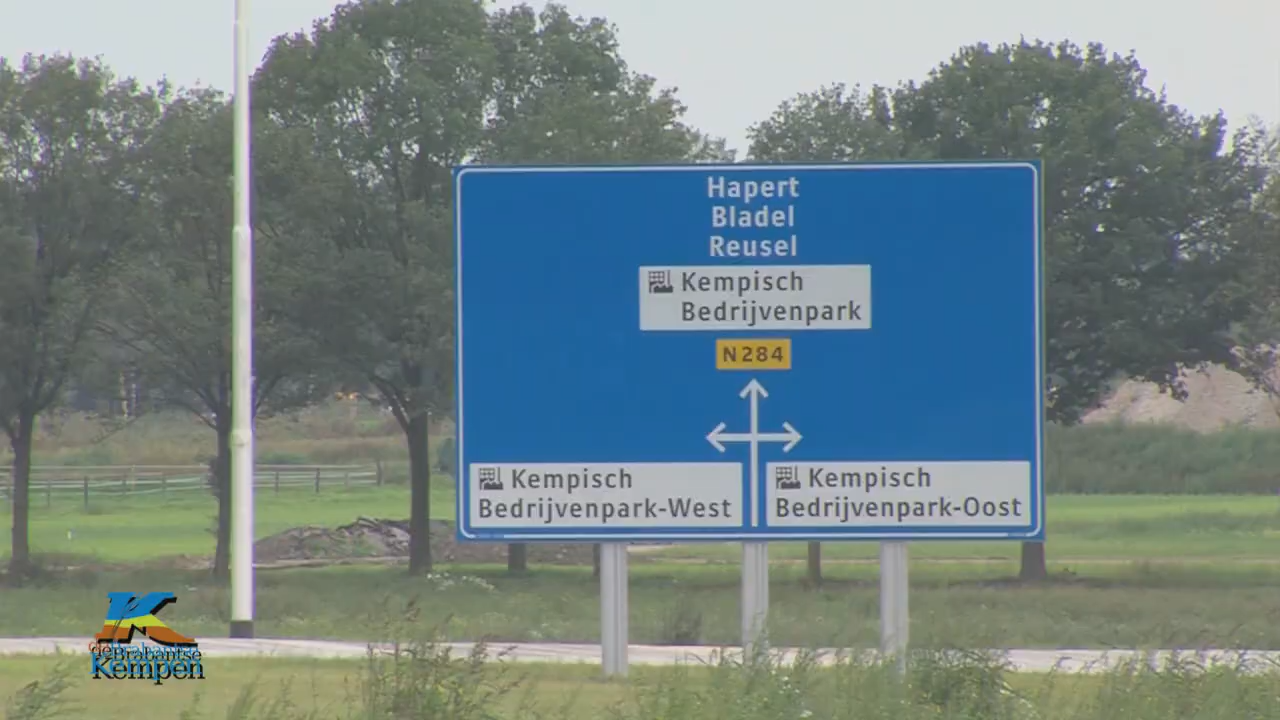 Hapert
Bladel
Reusel
Kempisch
Bedrijvenpark
N284
Kempisch
Bedrijvenpark-West
Kempisch
Bedrijvenpark-Oost
K
de Brabantse
Kempen